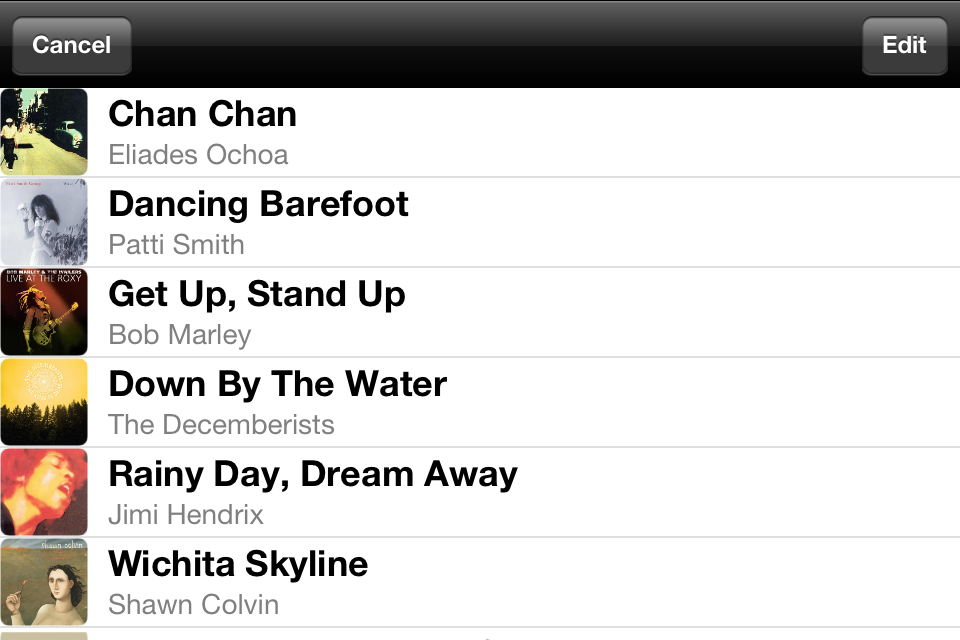 Cancel
Edit
Chan Chan
Eliades Ochoa
Dancing Barefoot
Patti Smith
BOB MARLEY & THE WAILERS
LIVE AT THE ROXY
Get Up, Stand Up
Bob Marley
Down By The Water
The Decemberists
Rainy Day, Dream Away
Jimi Hendrix
shawn colvin
Wichita Skyline
Shawn Colvin